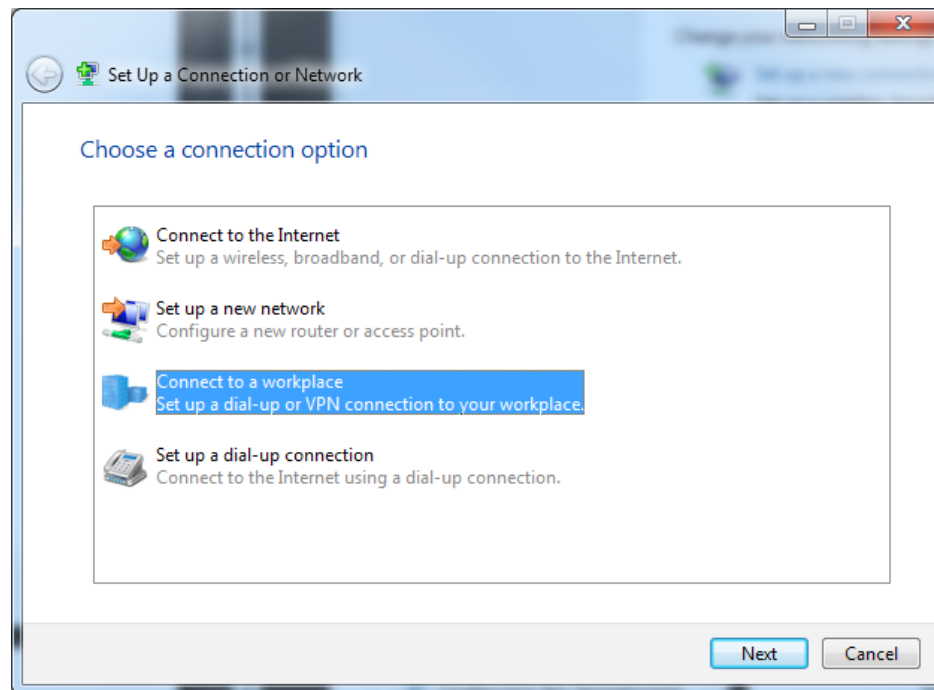 Set Up a Connection or Network
Choose a connection option
Connect to the Internet
Set up a wireless, broadband, or dial-up connection to the Internet.
Set up a new network
Configure a new router or access point.
Connect to a workplace
Set up a dial-up or VPN connection to your workplace.
Set up a dial-up connection
Connect to the Internet using a dial-up connection.
Next
Cancel